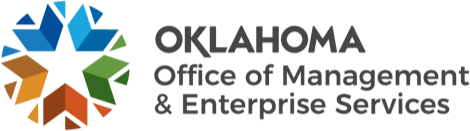 OKLAHOMA
Office of Management
& Enterprise Services